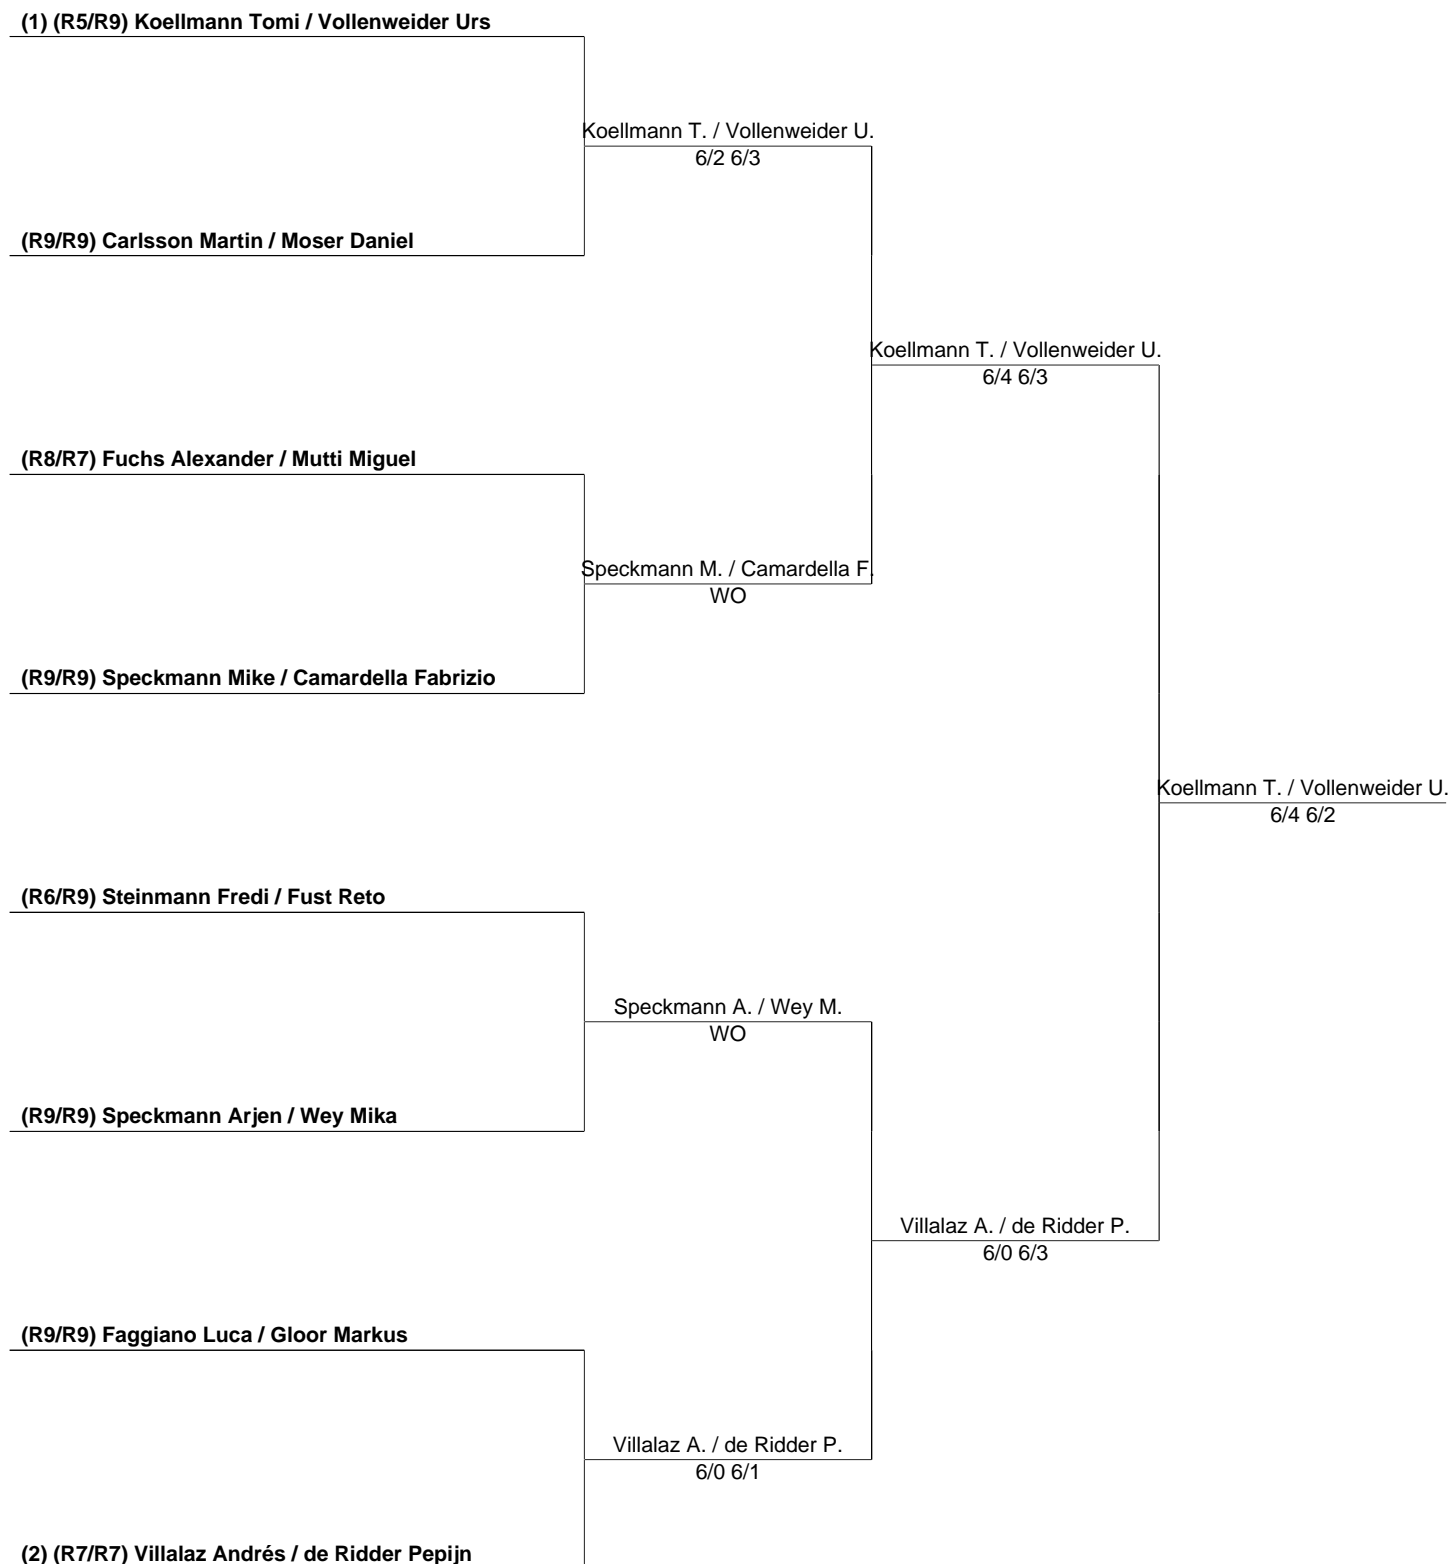 (1) (R5/R9) Koellmann Tomi / Vollenweider Urs
Koellmann T. / Vollenweider U.
6/2 6/3
(R9/R9) Carlsson Martin / Moser Daniel
Koellmann T. / Vollenweider U.
6/4 6/3
(R8/R7) Fuchs Alexander / Mutti Miguel
Speckmann M. / Camardella F.
WO
(R9/R9) Speckmann Mike / Camardella Fabrizio
Koellmann T. / Vollenweider U.
6/4 6/2
(R6/R9) Steinmann Fredi / Fust Reto
Speckmann A. / Wey M.
WO
(R9/R9) Speckmann Arjen / Wey Mika
Villalaz A. / de Ridder P.
6/0 6/3
(R9/R9) Faggiano Luca / Gloor Markus
Villalaz A. / de Ridder P.
6/0 6/1
(2) (R7/R7) Villalaz Andrés / de Ridder Pepijn